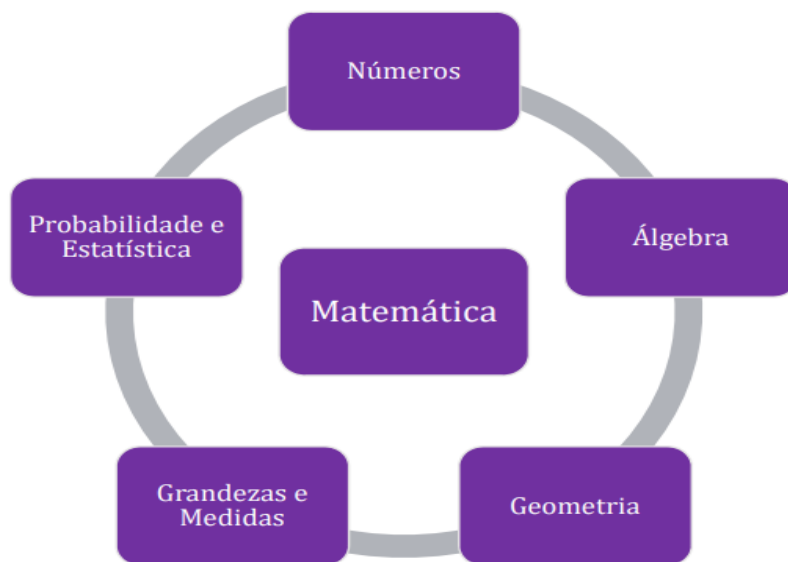 Números
Probabilidade e
Estatística
Álgebra
Matemática
Grandezas e
Medidas
Geometria